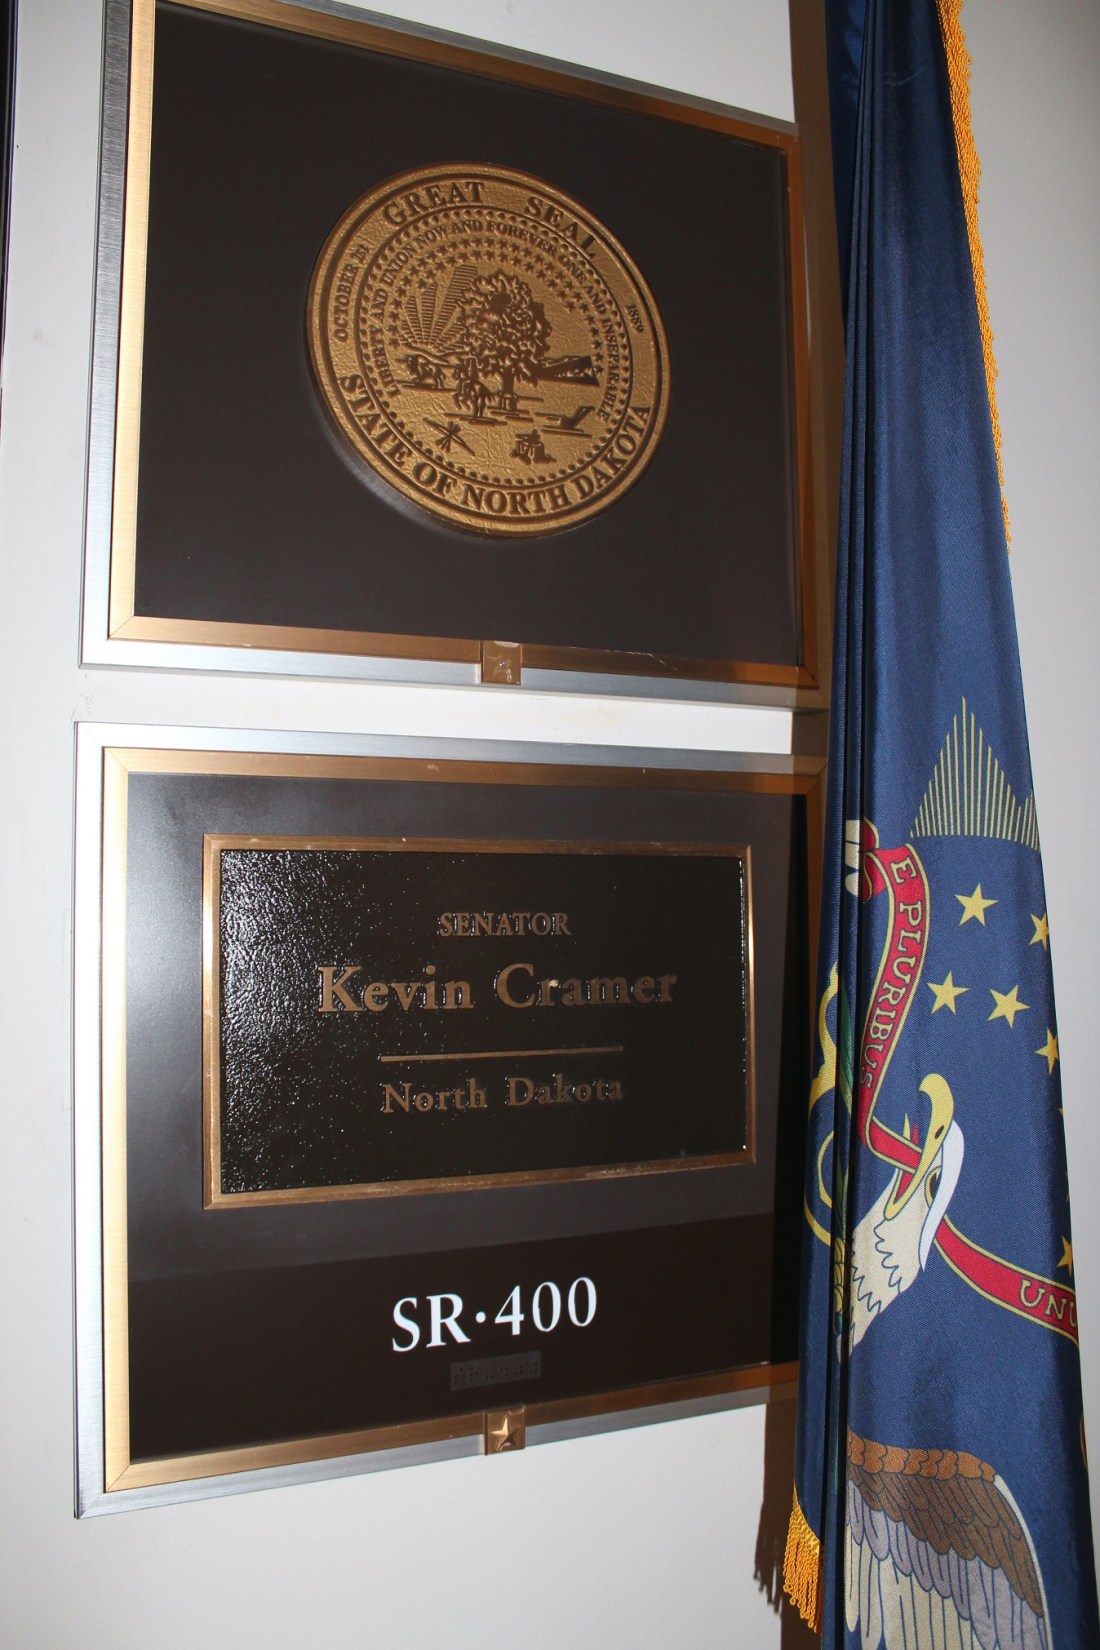 GREAT SEAL
OCTOBER 1ST
1889
LIBERTY AND UNION NOW AND FOREVER ONE AND INSEPARABLE
STATE OF NORTH DAKOTA
SENATOR
Kevin Cramer
North Dakota
SR·400
E PLURIBUS
UNU